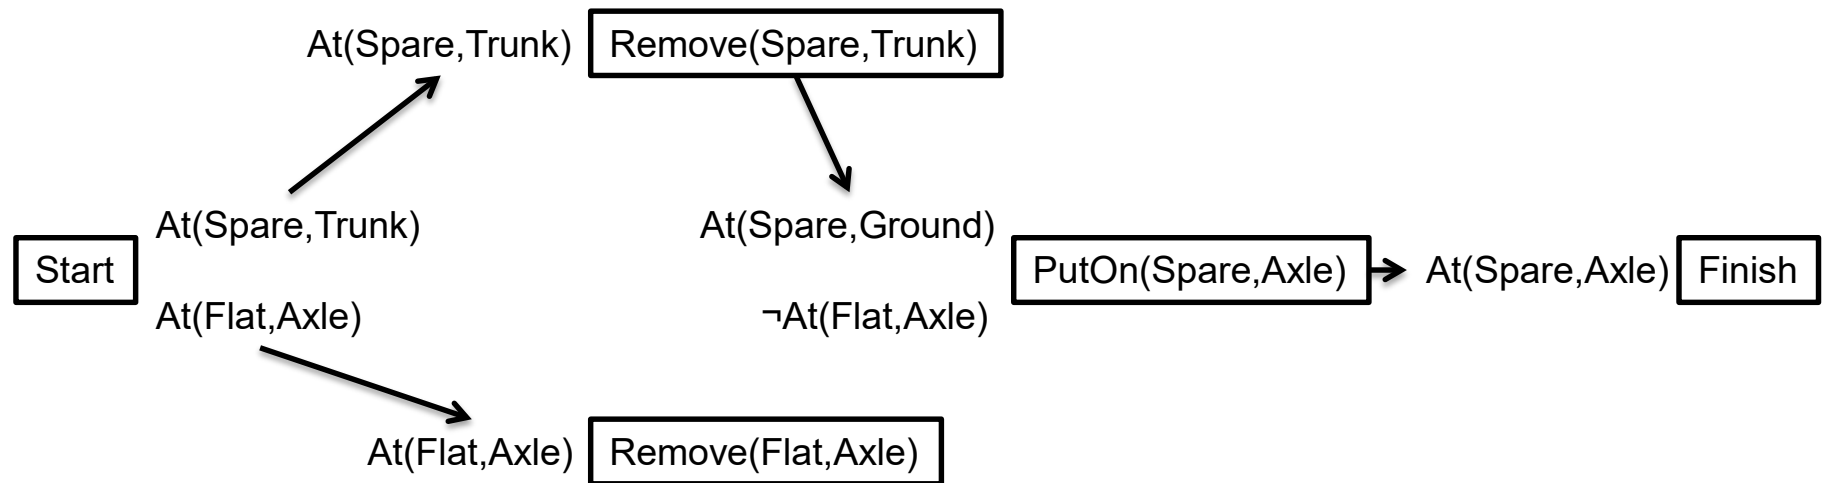 At(Spare,Trunk) Remove(Spare,Trunk)
At(Spare,Trunk) At(Spare,Ground)
Start PutOn(Spare,Axle) At(Spare,Axle) Finish
At(Flat,Axle) ¬At(Flat,Axle)
At(Flat,Axle) Remove(Flat,Axle)